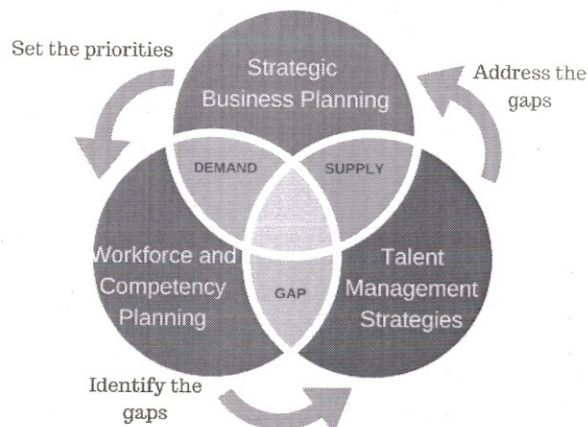 Set the priorities
Strategic
Business Planning
Address the
gaps
DEMAND
SUPPLY
Workforce and
Competency
Planning
GAP
Talent
Management
Strategies
Identify the
gaps